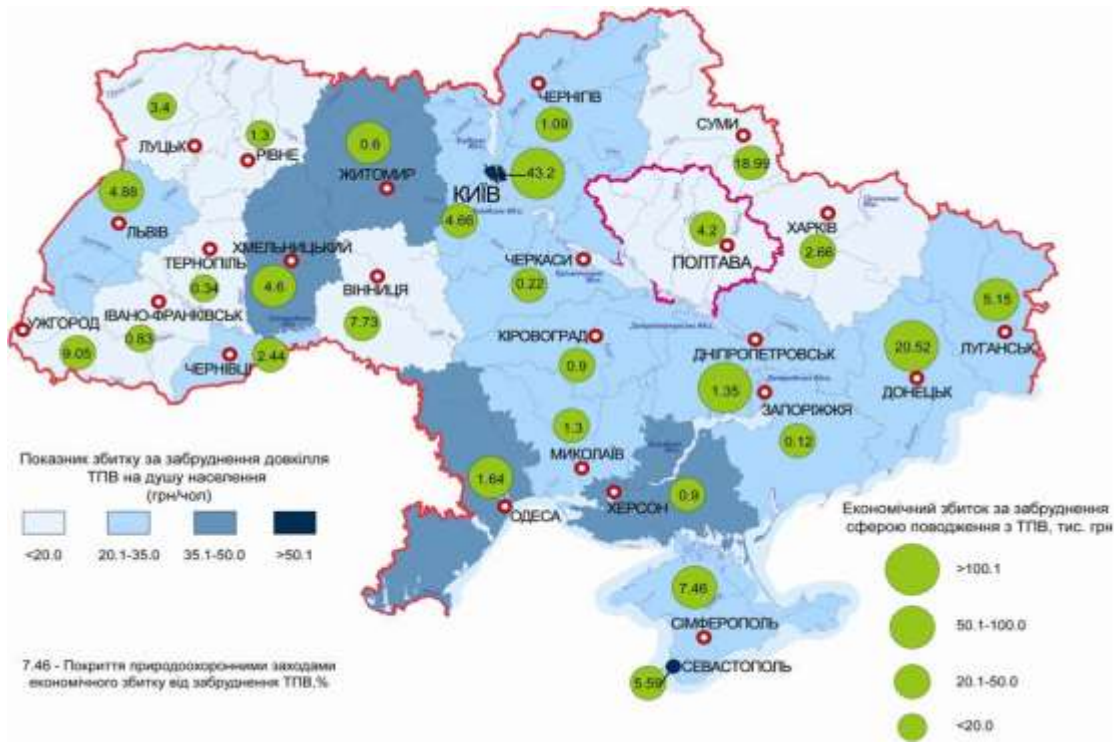 ЧЕРНІГІВ
1.09
СУМИ
18.99
3.4
ЛУЦЬК
1.3
РІВНЕ
0.6
ЖИТОМИР
КИЇВ
43.2
4.66
4.88
ЛЬВІВ
ТЕРНОПІЛЬ
0.34
ХМЕЛЬНИЦЬКИЙ
4.6
ВІННИЦЯ
7.73
ЧЕРКАСИ
0.22
4.2
ПОЛТАВА
ХАРКІВ
2.66
УЖГОРОД
9.05
ІВАНО-ФРАНКІВСЬК
0.83
ЧЕРНІВЦІ
2.44
КІРОВОГРАД
0.9
ДНІПРОПЕТРОВСЬК
1.35
ЗАПОРІЖЖЯ
0.12
20.52
ДОНЕЦЬК
5.15
ЛУГАНСЬК
1.3
МИКОЛАЇВ
1.64
ОДЕСА
ХЕРСОН
0.9
7.46
СІМФЕРОПОЛЬ
СЕВАСТОПОЛЬ
5.59
Показник збитку за забруднення довкілля
ТПВ на душу населення
(грн/чол)
<20.0 20.1-35.0 35.1-50.0 >50.1
7.46 - Покриття природоохоронними заходами
економічного збитку від забруднення ТПВ,%
Економічний збиток за забруднення
сферою поводження з ТПВ, тис. грн
>100.1
50.1-100.0
20.1-50.0
<20.0